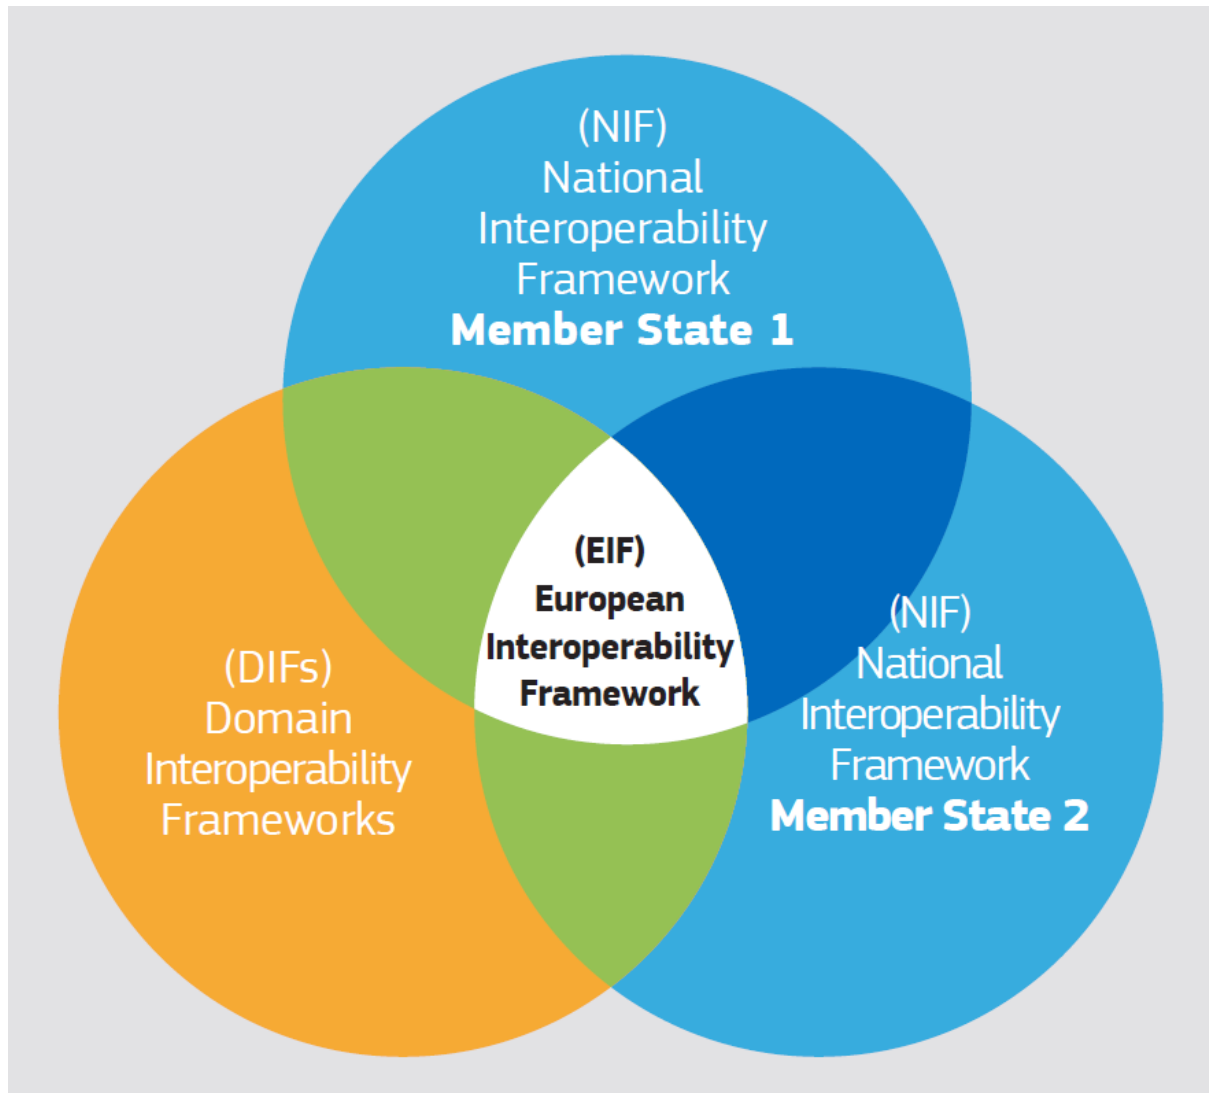 (NIF)
National
Interoperability
Framework
Member State 1
(EIF)
European
Interoperability
Framework
(DIFs)
Domain
Interoperability
Frameworks
(NIF)
National
Interoperability
Framework
Member State 2